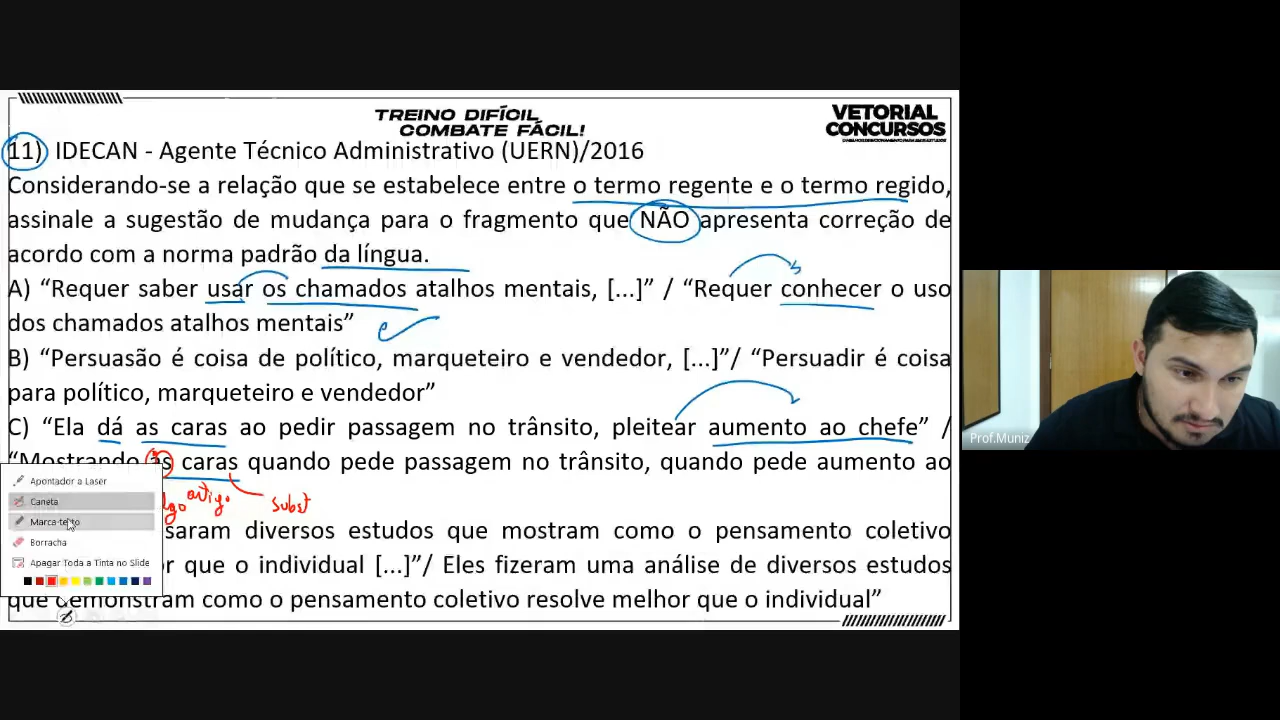 TREINO DIFÍCIL
COMBATE FÁCIL!
VETORIAL
CONCURSOS
11) IDECAN - Agente Técnico Administrativo (UERN)/2016
Considerando-se a relação que se estabelece entre o termo regente e o termo regido,
assinale a sugestão de mudança para o fragmento que NÃO apresenta correção de
acordo com a norma padrão da língua.
A) “Requer saber usar os chamados atalhos mentais, [...]” / “Requer conhecer o uso
dos chamados atalhos mentais”
B) “Persuasão é coisa de político, marqueteiro e vendedor, [...]”/ “Persuadir é coisa
para político, marqueteiro e vendedor”
C) “Ela dá as caras ao pedir passagem no trânsito, pleitear aumento ao chefe” /
“Mostrando as caras quando pede passagem no trânsito, quando pede aumento ao
artigo
subst
Apontador a Laser
Caneta
Marca-texto
Borracha
Apagar Toda a Tinta no Slide
saram diversos estudos que mostram como o pensamento coletivo
r que o individual [...]”/ Eles fizeram uma análise de diversos estudos
que demonstram como o pensamento coletivo resolve melhor que o individual”
Prof.Muniz